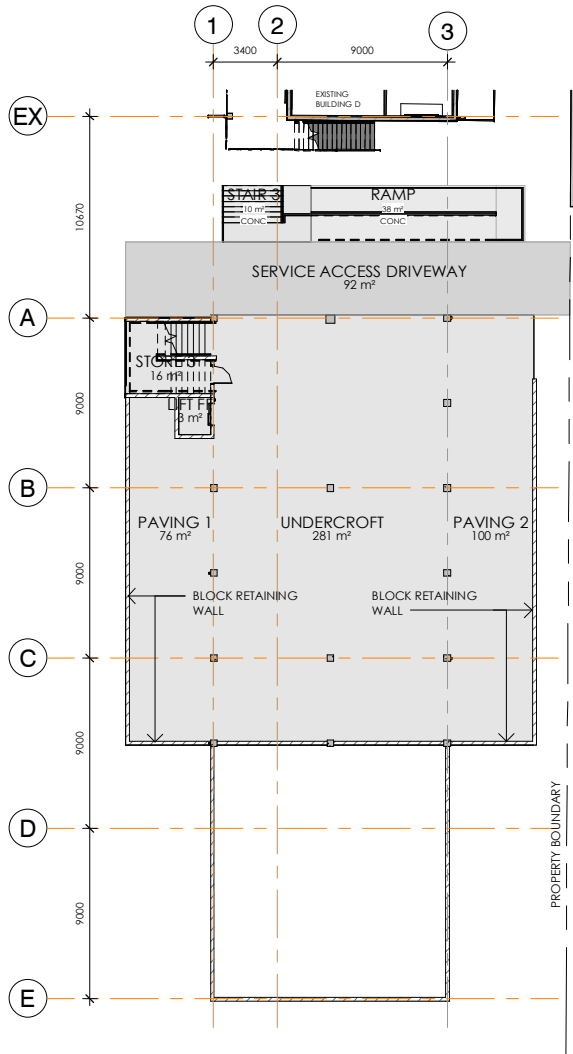 1
2
3
3400
9000
EX
EXISTING
BUILDING D
10670
STAIR 3
10 m²
CONC
RAMP
38 m²
CONC
SERVICE ACCESS DRIVEWAY
92 m²
A
STORE 3
16 m²
9000
3 m²
B
PAVING 1
76 m²
UNDERCROFT
281 m²
PAVING 2
100 m²
9000
BLOCK RETAINING
WALL
BLOCK RETAINING
WALL
C
9000
PROPERTY BOUNDARY
D
9000
E